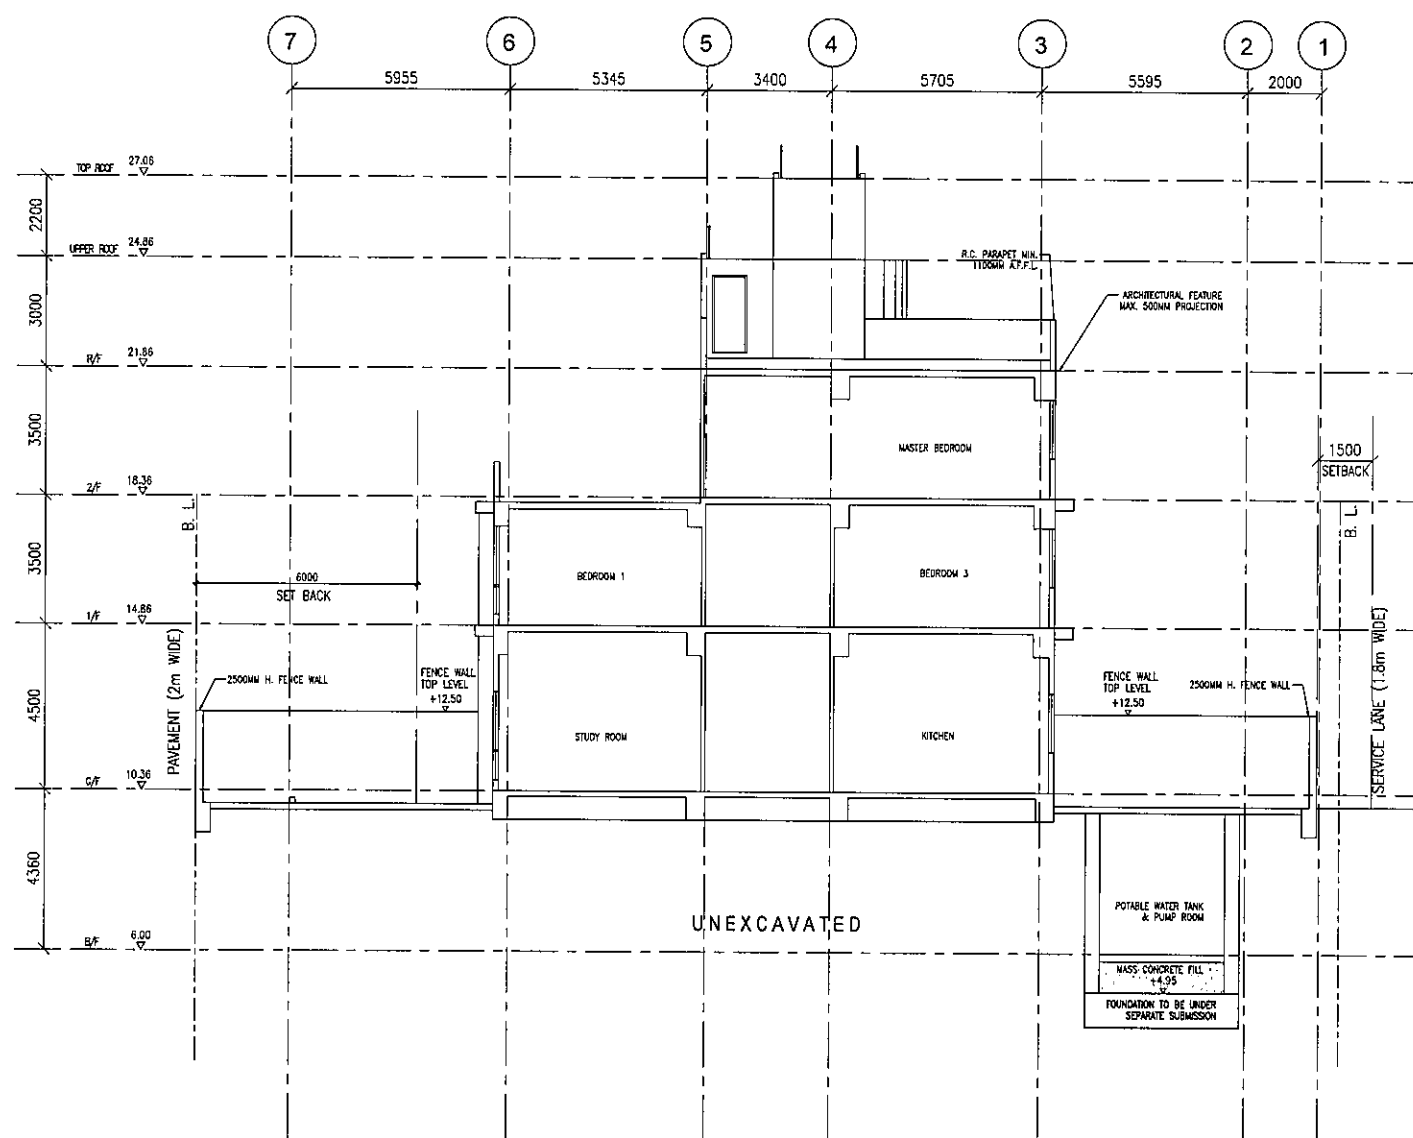 7 6 5 4 3 2 1
5955 5345 3400 5705 5595 2000
TOP ROOF 27.06
2200
UPPER ROOF 24.86
R.C. PARAPET MIN.
1100MM A.F.F.L.
3000
ARCHITECTURAL FEATURE
MAX. 500MM PROJECTION
R/F 21.86
3500
MASTER BEDROOM
1500
SETBACK
2/F 18.36
B. L.
B. L.
3500
6000
SET BACK
BEDROOM 1
BEDROOM 3
1/F 14.86
PAVEMENT (2m WIDE)
SERVICE LANE (1.8m WIDE)
2500MM H. FENCE WALL
FENCE WALL
TOP LEVEL
+12.50
FENCE WALL
TOP LEVEL
+12.50
2500MM H. FENCE WALL
4500
STUDY ROOM
KITCHEN
G/F 10.36
4360
UNEXCAVATED
POTABLE WATER TANK
& PUMP ROOM
B/F 6.00
MASS CONCRETE FILL
+4.95
FOUNDATION TO BE UNDER
SEPARATE SUBMISSION